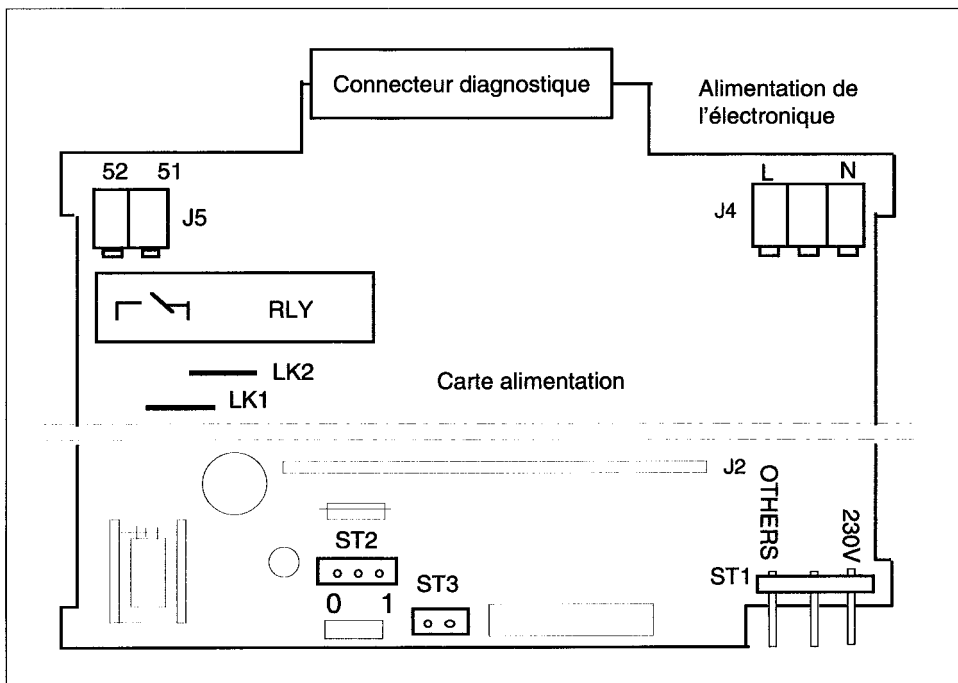 Connecteur diagnostique
Alimentation de
l'électronique
52 51
L N
J5
J4
RLY
LK2
Carte alimentation
LK1
J2
OTHERS
230V
ST2
ST1
ST3
0 1